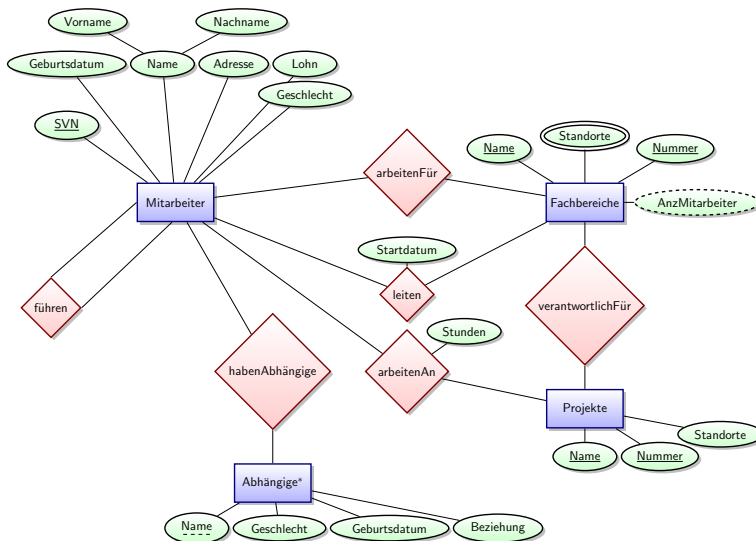 Vorname
Nachname
Geburtsdatum
Name
Adresse
Lohn
Geschlecht
SVN
Name
Standorte
Nummer
arbeitenFür
Mitarbeiter
Fachbereiche
AnzMitarbeiter
Startdatum
führen
leiten
verantwortlichFür
Stunden
habenAbhängige
arbeitenAn
Projekte
Standorte
Name
Nummer
Abhängige*
Name
Geschlecht
Geburtsdatum
Beziehung